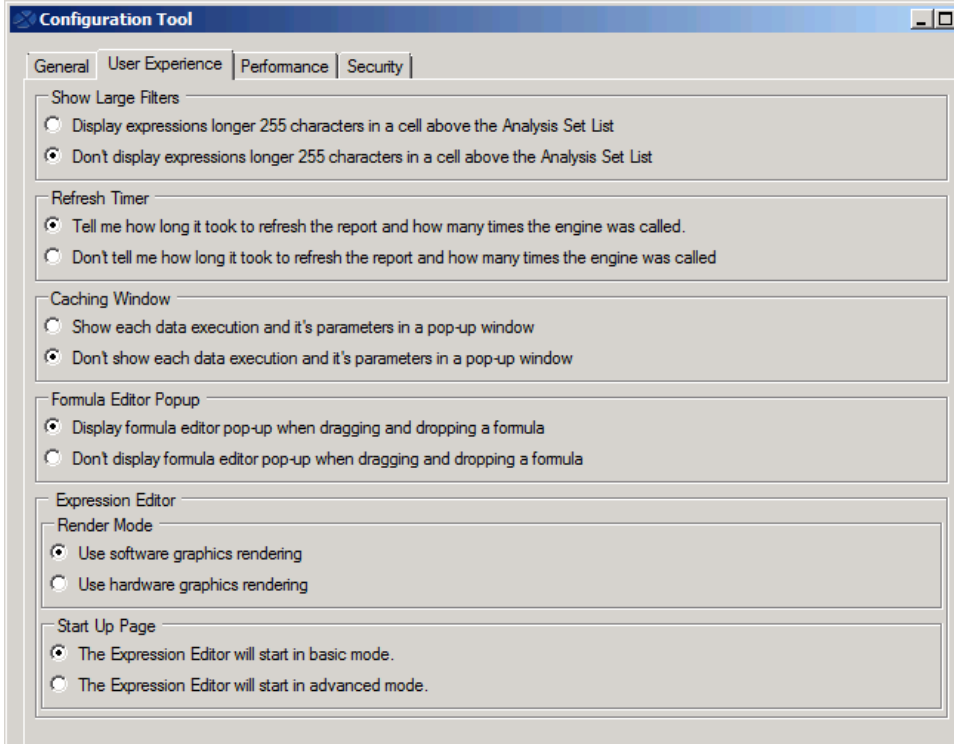 Configuration Tool
General User Experience Performance Security
Show Large Filters
Display expressions longer 255 characters in a cell above the Analysis Set List
Don't display expressions longer 255 characters in a cell above the Analysis Set List
Refresh Timer
Tell me how long it took to refresh the report and how many times the engine was called.
Don't tell me how long it took to refresh the report and how many times the engine was called
Caching Window
Show each data execution and it's parameters in a pop-up window
Don't show each data execution and it's parameters in a pop-up window
Formula Editor Popup
Display formula editor pop-up when dragging and dropping a formula
Don't display formula editor pop-up when dragging and dropping a formula
Expression Editor
Render Mode
Use software graphics rendering
Use hardware graphics rendering
Start Up Page
The Expression Editor will start in basic mode.
The Expression Editor will start in advanced mode.